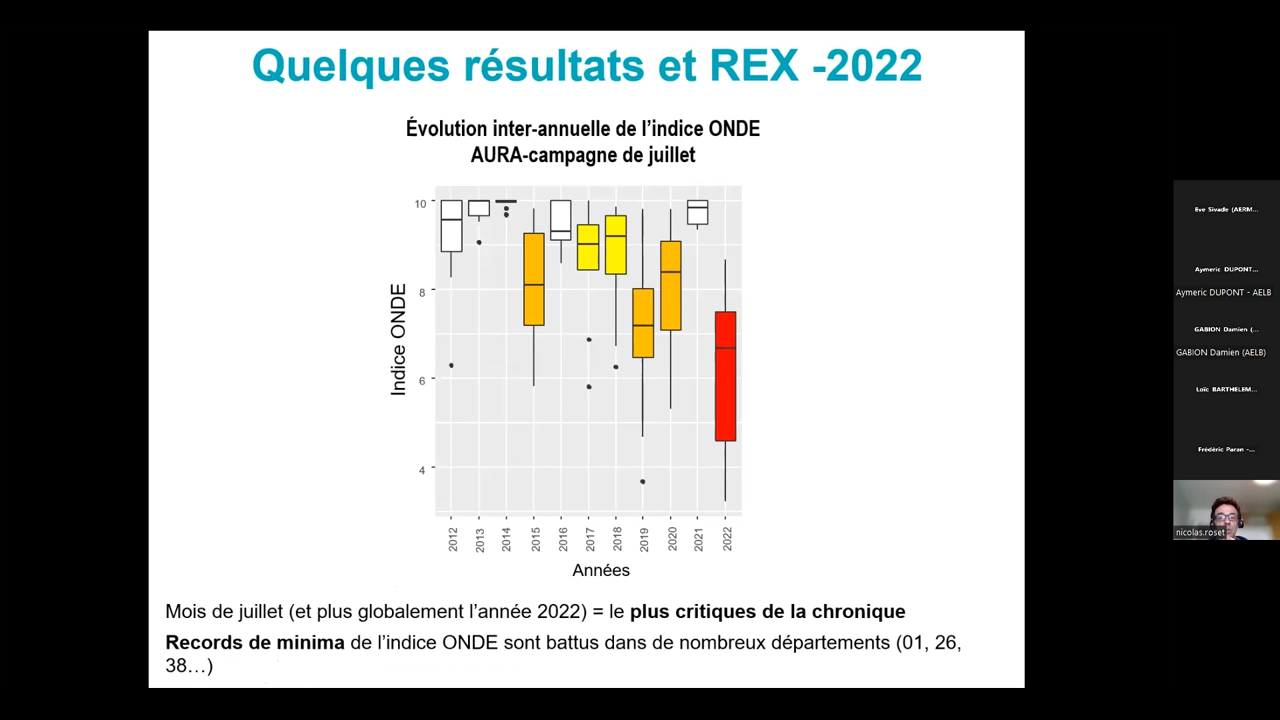 Quelques résultats et REX -2022
Évolution inter-annuelle de l'indice ONDE
AURA-campagne de juillet
Indice ONDE
10
8
6
4
2012
2013
2014
2015
2016
2017
2018
2019
2020
2021
2022
Années
Mois de juillet (et plus globalement l'année 2022) = le plus critiques de la chronique
Records de minima de l'indice ONDE sont battus dans de nombreux départements (01, 26,
38…)
Eve Sivade (AERM...
Aymeric DUPONT...
Aymeric DUPONT - AELB
GABION Damien (...
GABION Damien (AELB)
Loïc BARTHELEM...
Frédéric Paran -...
nicolas.roset